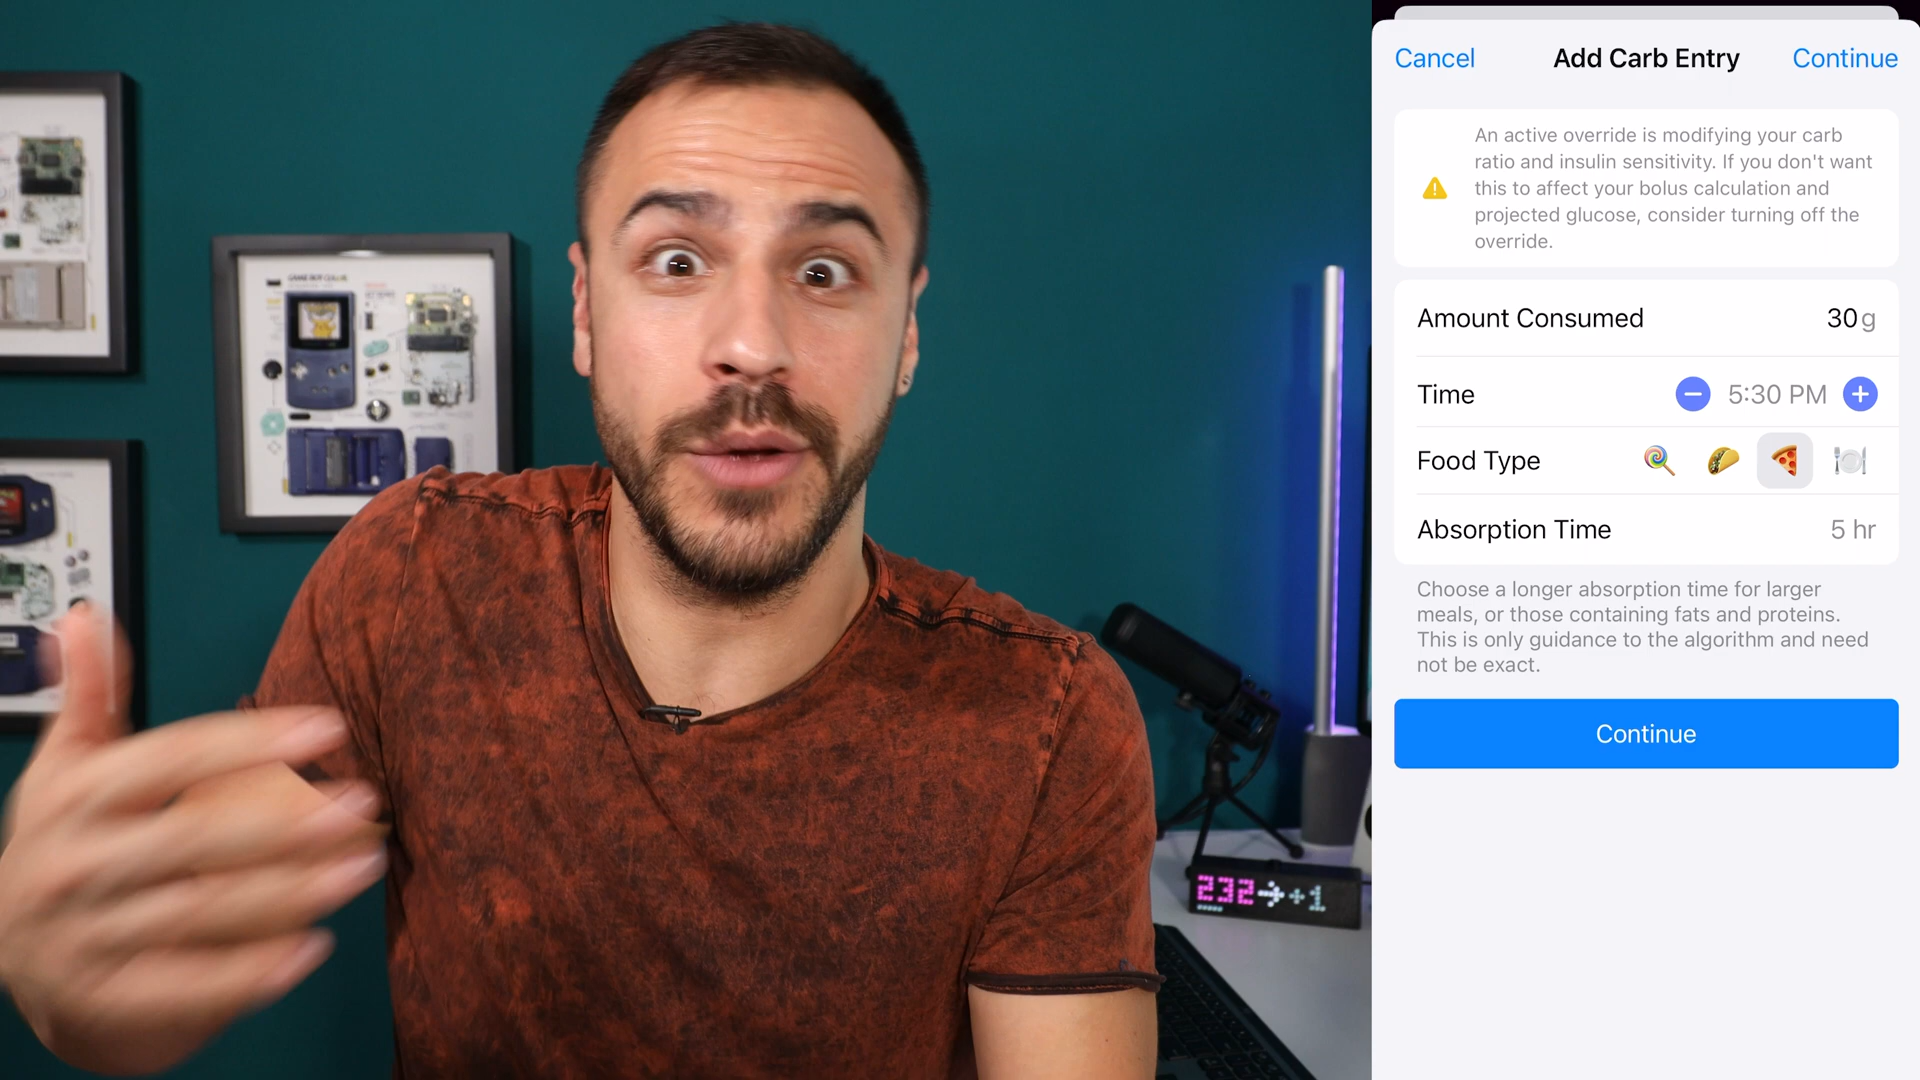 GAME BOY COLOR
232→+1
Cancel
Add Carb Entry
Continue
An active override is modifying your carb
ratio and insulin sensitivity. If you don't want
this to affect your bolus calculation and
projected glucose, consider turning off the
override.
Amount Consumed
30 g
Time
5:30 PM
Food Type
Absorption Time
5 hr
Choose a longer absorption time for larger
meals, or those containing fats and proteins.
This is only guidance to the algorithm and need
not be exact.
Continue